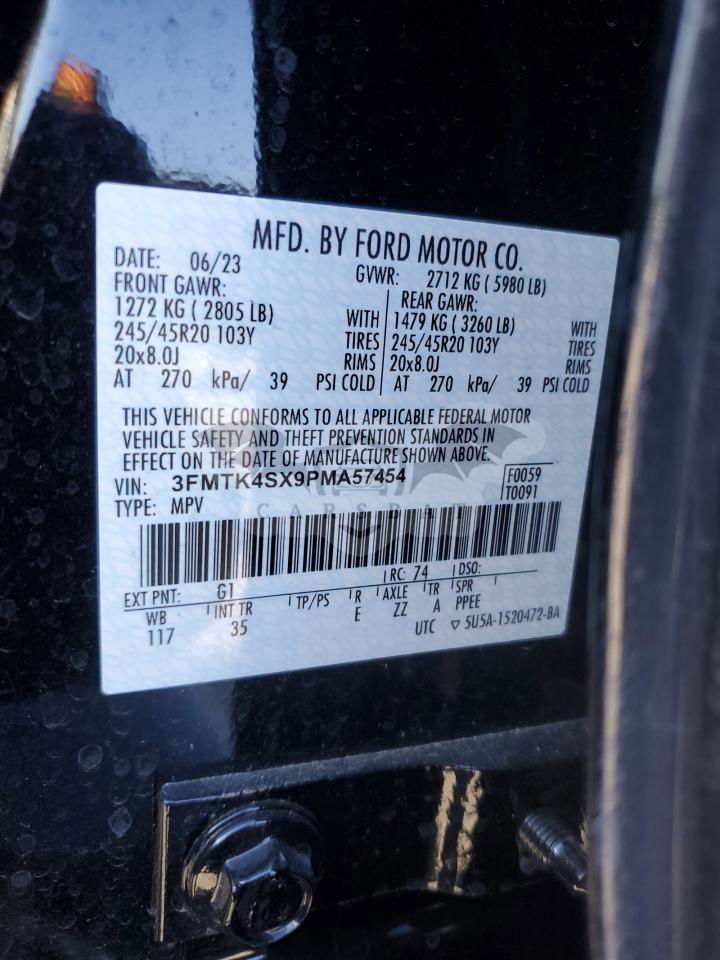 MFD. BY FORD MOTOR CO.
DATE: 06/23
GVWR: 2712 KG ( 5980 LB)
FRONT GAWR:
1272 KG ( 2805 LB) WITH
245/45R20 103Y TIRES
20x8.0J RIMS
AT 270 kPa/ 39 PSI COLD
REAR GAWR:
1479 KG ( 3260 LB) WITH
245/45R20 103Y TIRES
20x8.0J RIMS
AT 270 kPa/ 39 PSI COLD
THIS VEHICLE CONFORMS TO ALL APPLICABLE FEDERAL MOTOR
VEHICLE SAFETY AND THEFT PREVENTION STANDARDS IN
EFFECT ON THE DATE OF MANUFACTURE SHOWN ABOVE.
VIN: 3FMTK4SX9PMA57454
TYPE: MPV
F0059
T0091
CARSBAT
EXT PNT: G1 RC: 74 DSO:
WB INT TR TP/PS R AXLE TR SPR
117 35 E ZZ A PPEE
UTC ▽ 5U5A-1520472-BA